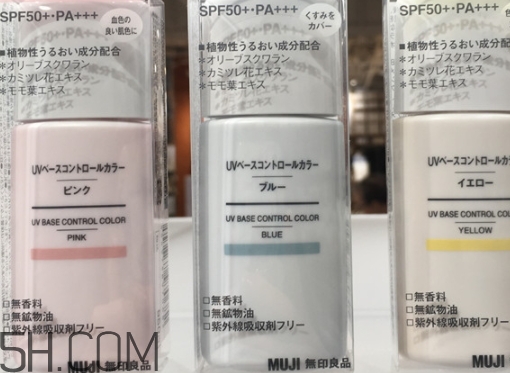 SPF50+・PA+++
血色の
良い肌色に
■植物性うるおい成分配合
＊オリーブスクワラン
＊カミツレ花エキス
＊モモ葉エキス
UVベースコントロールカラー
ピンク
UV BASE CONTROL COLOR
PINK
□無香料
□無鉱物油
□紫外線吸収剤フリー
MUJI
5H.COM
SPF50+・PA+++
くすみを
カバー
■植物性うるおい成分配合
＊オリーブスクワラン
＊カミツレ花エキス
＊モモ葉エキス
UVベースコントロールカラー
ブルー
UV BASE CONTROL COLOR
BLUE
□無香料
□無鉱物油
□紫外線吸収剤フリー
MUJI 無印良品
SPF50+・PA+++
■植物性うるおい成分配
＊オリーブスクワラン
＊カミツレ花エキス
＊モモ葉エキス
UVベースコントロールカ
イエロー
UV BASE CONTROL COL
YELLOW
□無香料
□無鉱物油
□紫外線吸収剤フリー
MUJI 無